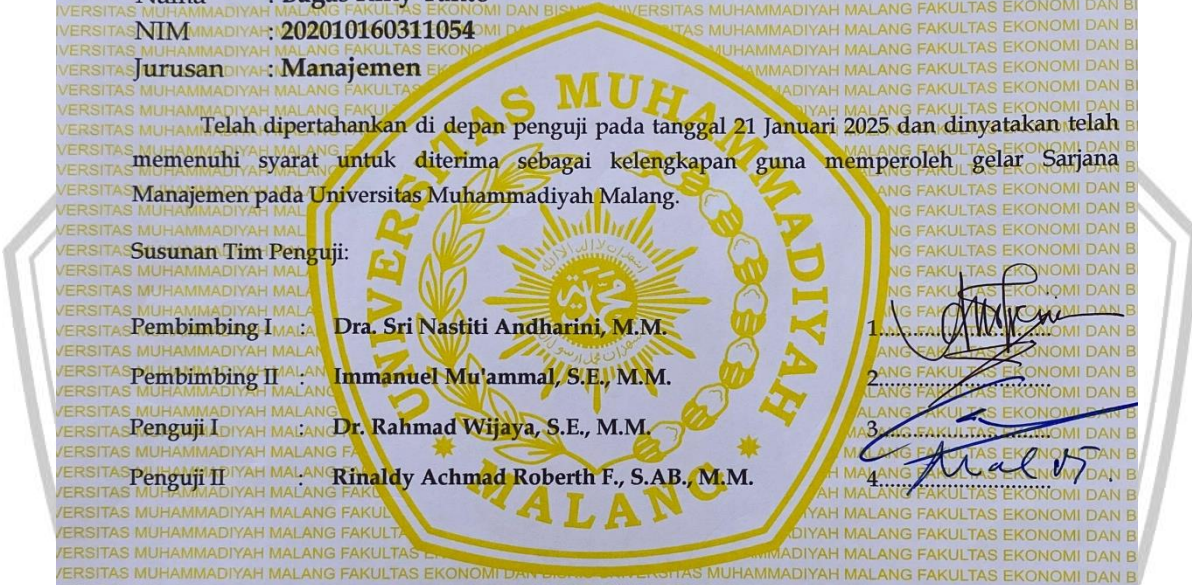 NIM : 202010160311054
Jurusan : Manajemen
Telah dipertahankan di depan penguji pada tanggal 21 Januari 2025 dan dinyatakan telah
memenuhi syarat untuk diterima sebagai kelengkapan guna memperoleh gelar Sarjana
Manajemen pada Universitas Muhammadiyah Malang.
Susunan Tim Penguji:
Pembimbing I : Dra. Sri Nastiti Andharini, M.M. 1.
Pembimbing II : Immanuel Mu'ammal, S.E., M.M. 2.
Penguji I : Dr. Rahmad Wijaya, S.E., M.M. 3.
Penguji II : Rinaldy Achmad Roberth F., S.AB., M.M. 4.
UNIVERSITAS MUHAMMADIYAH
MALANG